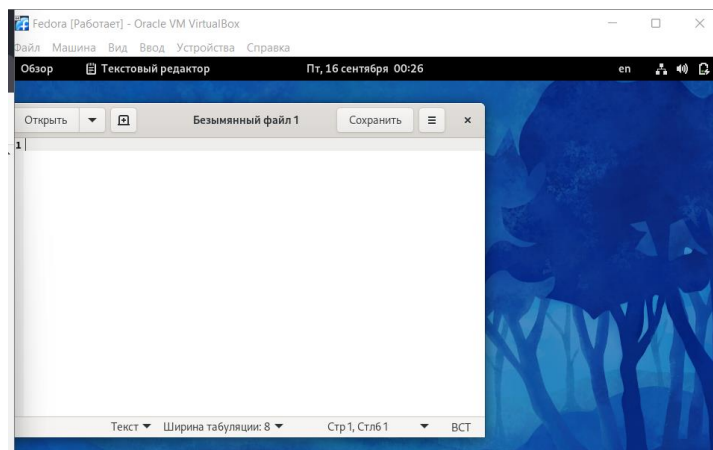 Fedora [Работает] - Oracle VM VirtualBox
Файл Машина Вид Ввод Устройства Справка
Обзор Текстовый редактор Пт, 16 сентября 00:26 en
Открыть Безымянный файл 1 Сохранить
1
Текст Ширина табуляции: 8 Стр 1, Стлб 1 ВСТ